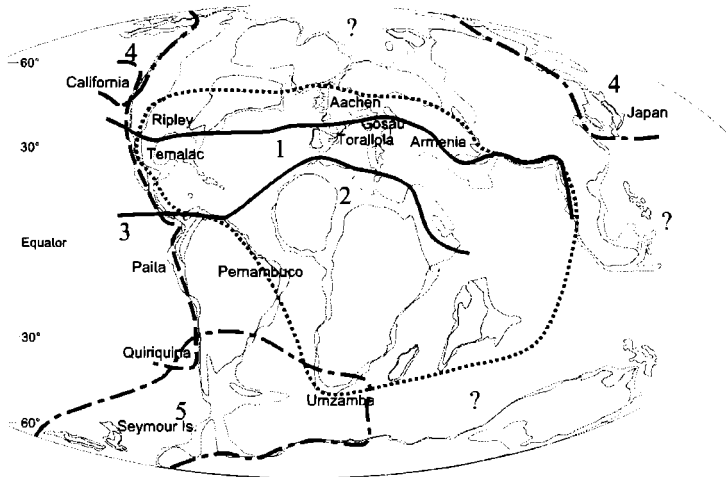 ?
4
60°
California
4
Aachen
Ripley
Gosau
Japan
Torallola
Armenia
30°
Temalac
1
2
3
?
Equator
Paila
Pernambuco
30°
Quiriquina
Umzamba
?
5
60°
Seymour Is.